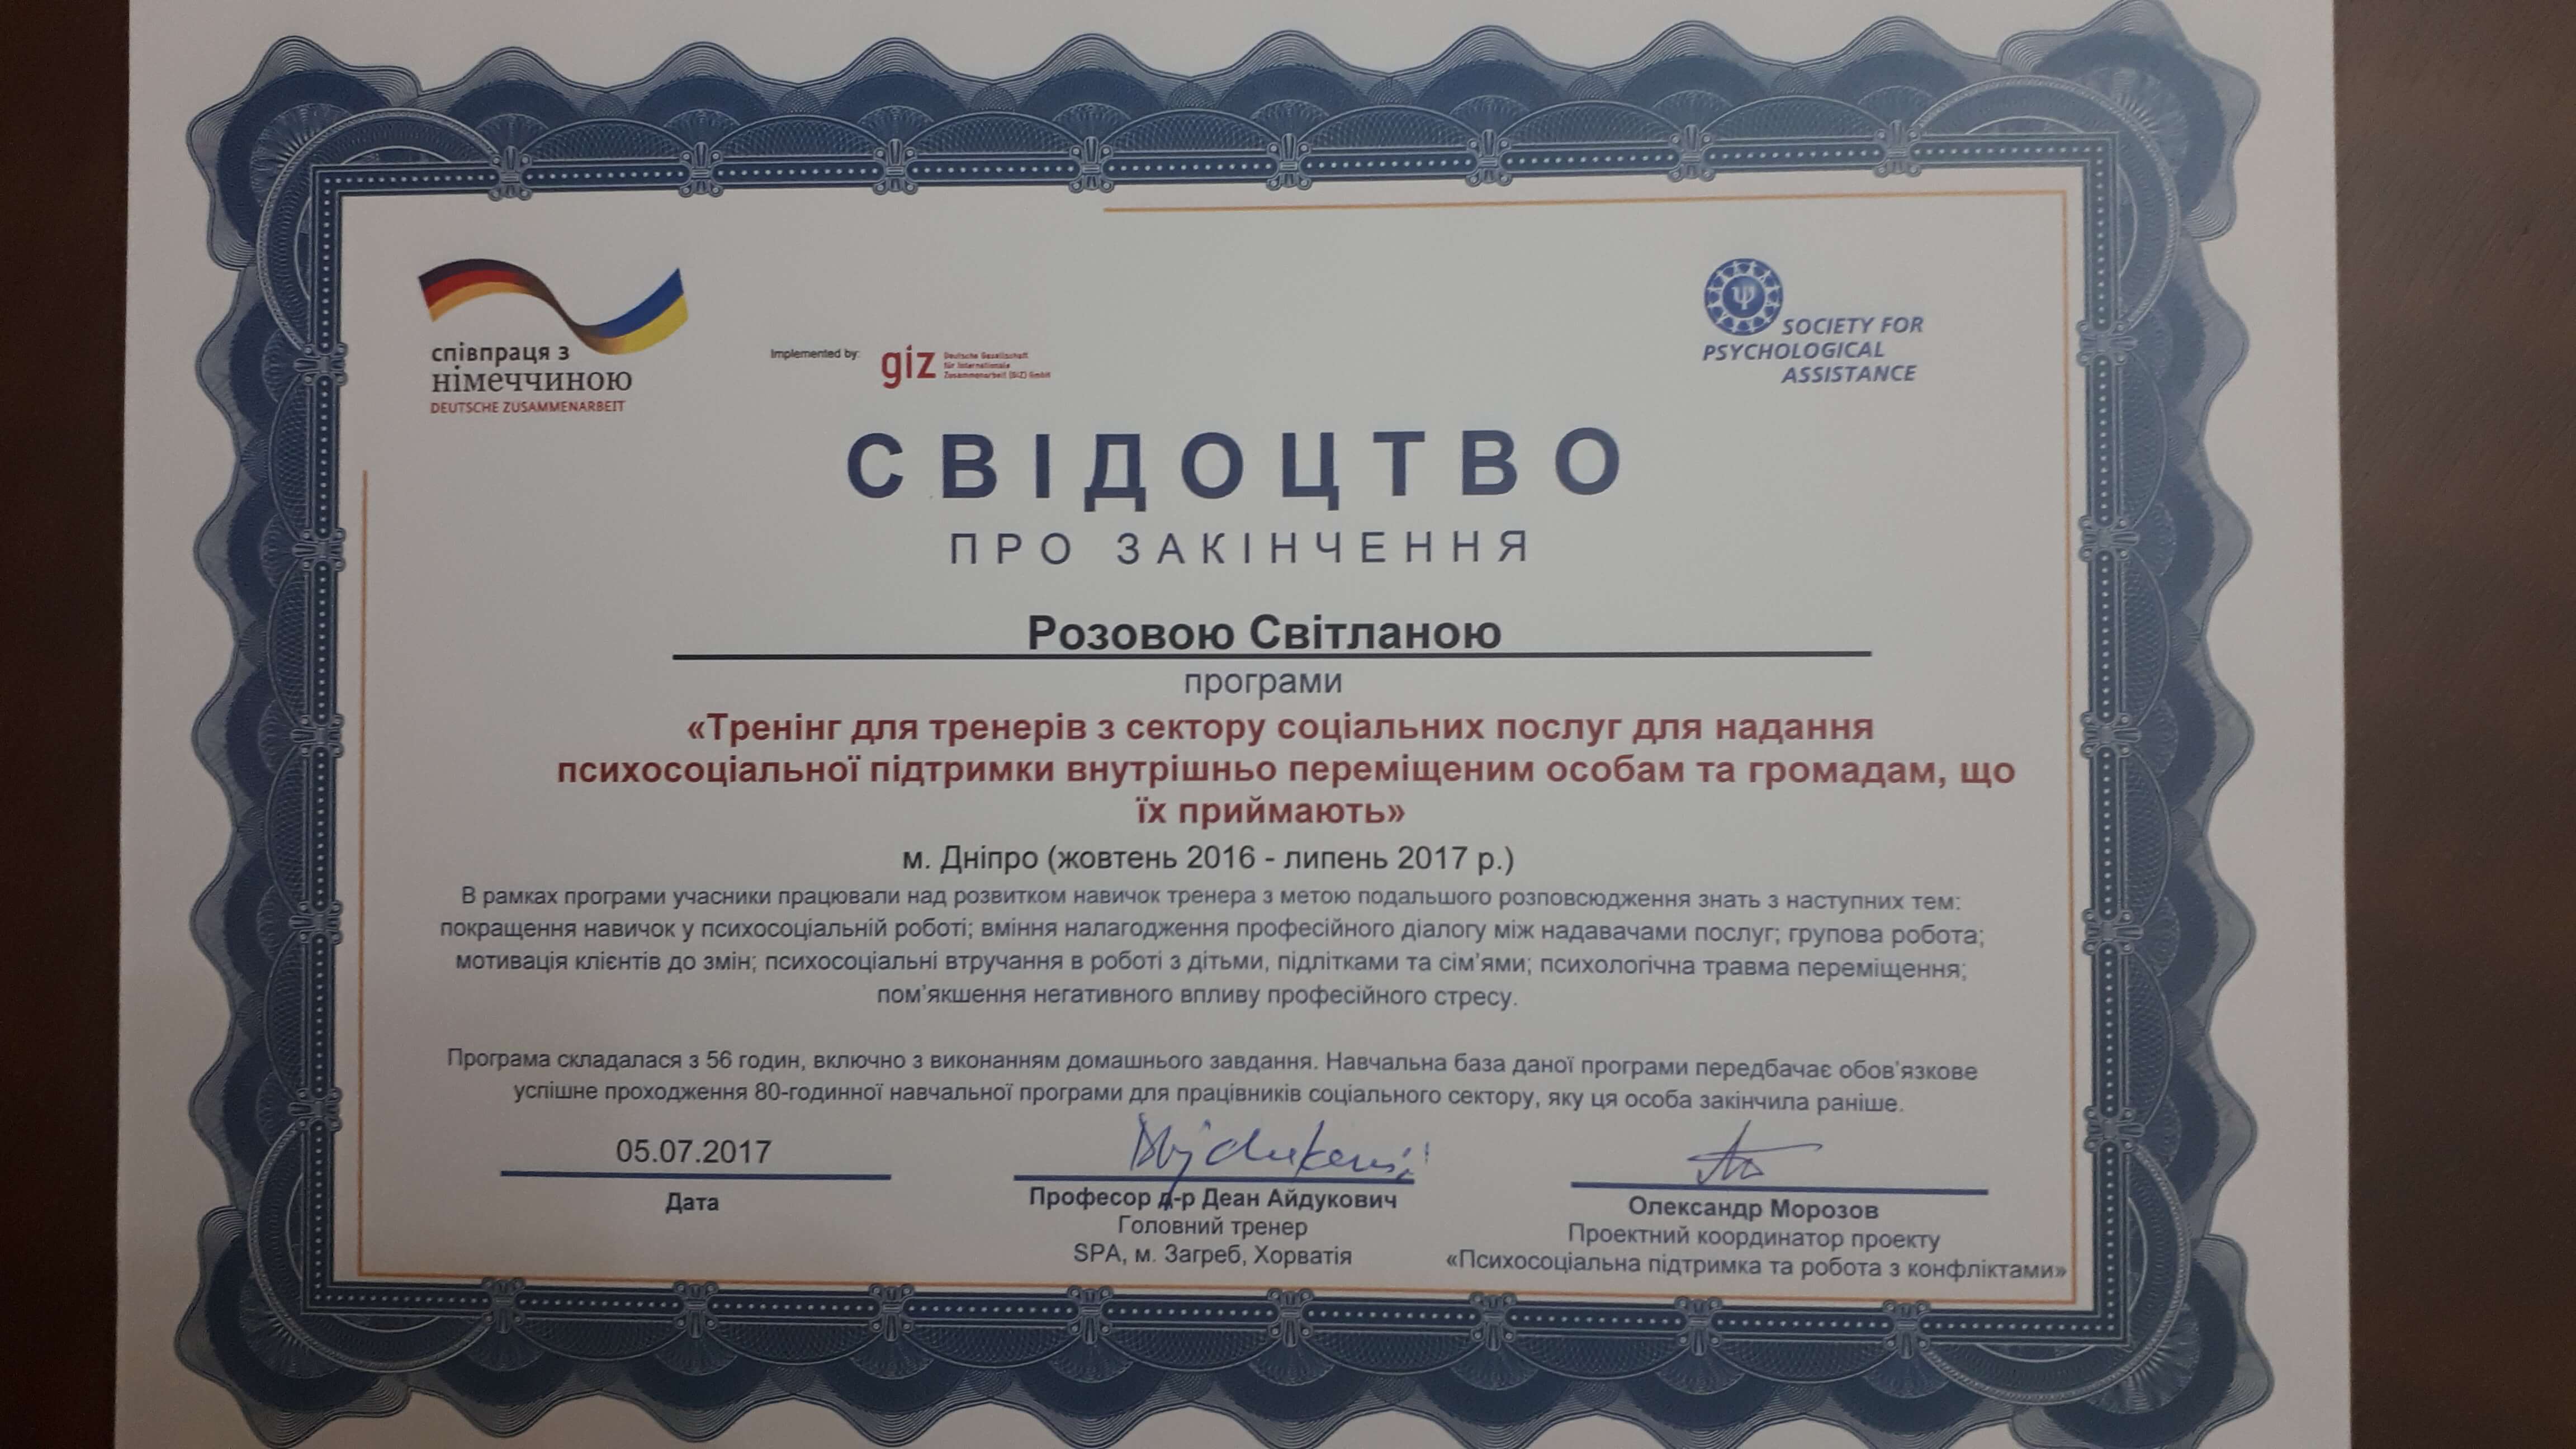 співпраця з
німеччиною
DEUTSCHE ZUSAMMENARBEIT
Implemented by:
giz
Deutsche Gesellschaft
für Internationale
Zusammenarbeit (GIZ) GmbH
SOCIETY FOR
PSYCHOLOGICAL
ASSISTANCE
СВІДОЦТВО
ПРО ЗАКІНЧЕННЯ
Розовою Світланою
програми
«Тренінг для тренерів з сектору соціальних послуг для надання
психосоціальної підтримки внутрішньо переміщеним особам та громадам, що
їх приймають»
м. Дніпро (жовтень 2016 - липень 2017 р.)
В рамках програми учасники працювали над розвитком навичок тренера з метою подальшого розповсюдження знать з наступних тем:
покращення навичок у психосоціальній роботі; вміння налагодження професійного діалогу між надавачами послуг; групова робота;
мотивація клієнтів до змін; психосоціальні втручання в роботі з дітьми, підлітками та сім'ями; психологічна травма переміщення;
пом'якшення негативного впливу професійного стресу.
Програма складалася з 56 годин, включно з виконанням домашнього завдання. Навчальна база даної програми передбачає обов'язкове
успішне проходження 80-годинної навчальної програми для працівників соціального сектору, яку ця особа закінчила раніше.
05.07.2017
Дата
Професор д-р Деан Айдукович
Головний тренер
SPA, м. Загреб, Хорватія
Олександр Морозов
Проектний координатор проекту
«Психосоціальна підтримка та робота з конфліктами»